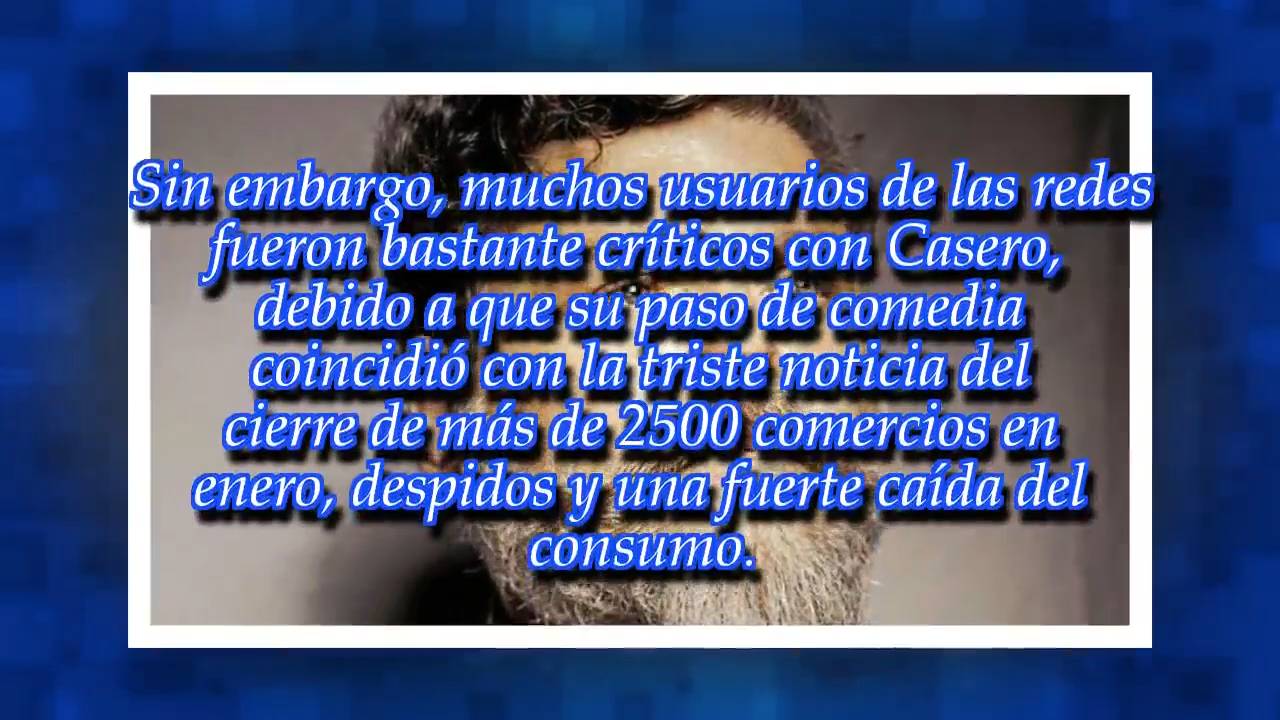 Sin embargo, muchos usuarios de las redes
fueron bastante críticos con Casero,
debido a que su paso de comedia
coincidió con la triste noticia del
cierre de más de 2500 comercios en
enero, despidos y una fuerte caída del
consumo.